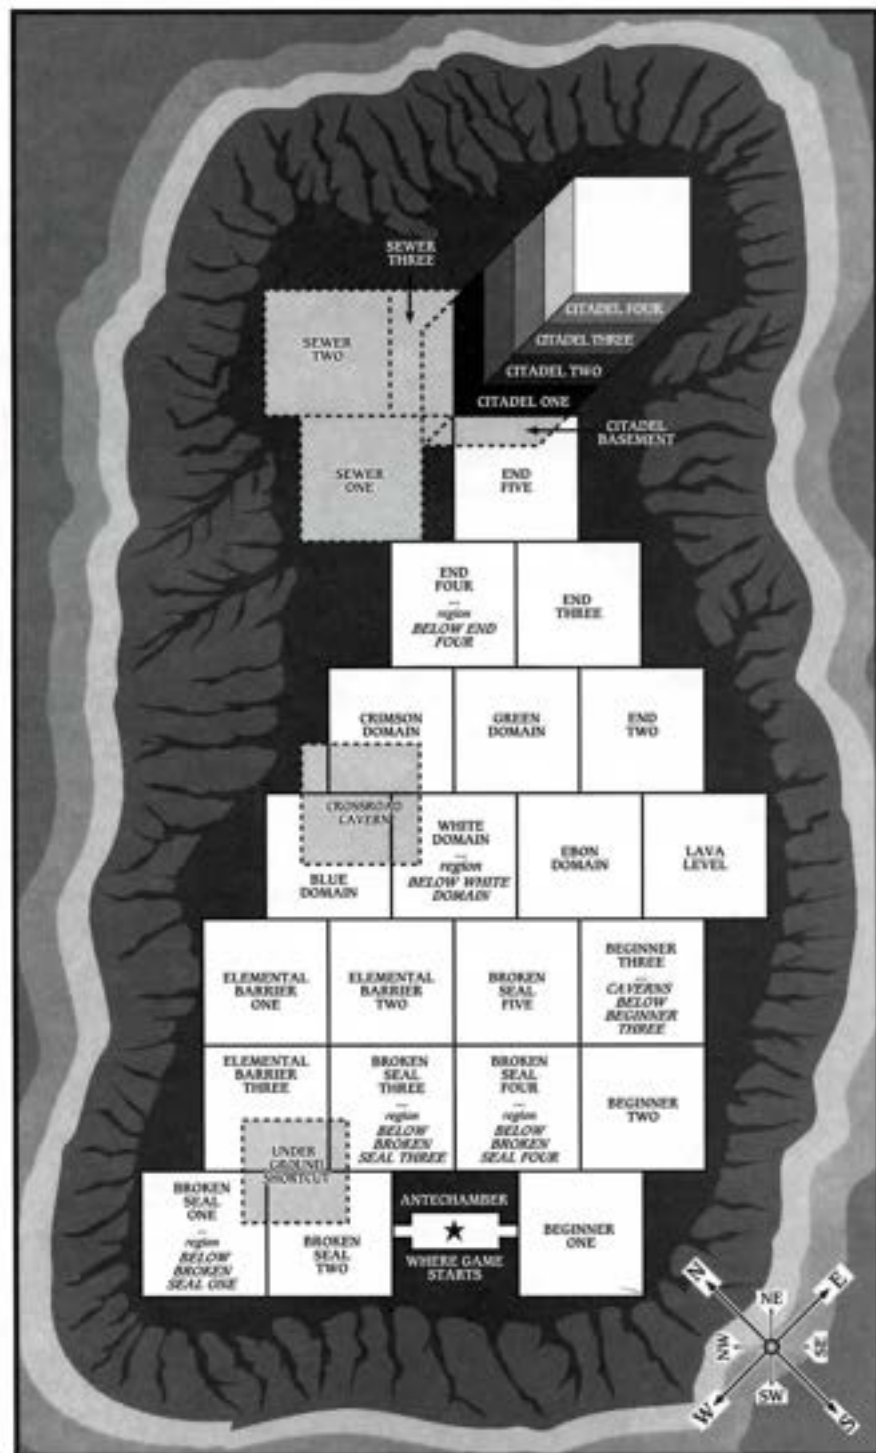 SEWER
THREE
CITADEL FOUR
SEWER
TWO
CITADEL THREE
CITADEL TWO
CITADEL ONE
CITADEL
BASEMENT
SEWER
ONE
END
FIVE
END
FOUR
...
region
BELOW END
FOUR
END
THREE
CRIMSON
DOMAIN
GREEN
DOMAIN
END
TWO
CROSSROAD
CAVERN
BLUE
DOMAIN
WHITE
DOMAIN
...
region
BELOW WHITE
DOMAIN
EBON
DOMAIN
LAVA
LEVEL
ELEMENTAL
BARRIER
ONE
ELEMENTAL
BARRIER
TWO
BROKEN
SEAL
FIVE
BEGINNER
THREE
...
CAVERNS
BELOW
BEGINNER
THREE
ELEMENTAL
BARRIER
THREE
BROKEN
SEAL
THREE
...
region
BELOW
BROKEN
SEAL THREE
BROKEN
SEAL
FOUR
...
region
BELOW
BROKEN
SEAL FOUR
BEGINNER
TWO
UNDER
GROUND
SHORTCUT
BROKEN
SEAL
ONE
...
region
BELOW
BROKEN
SEAL ONE
BROKEN
SEAL
TWO
ANTECHAMBER
WHERE GAME
STARTS
BEGINNER
ONE
N
NE
E
NW
SE
W
SW
S